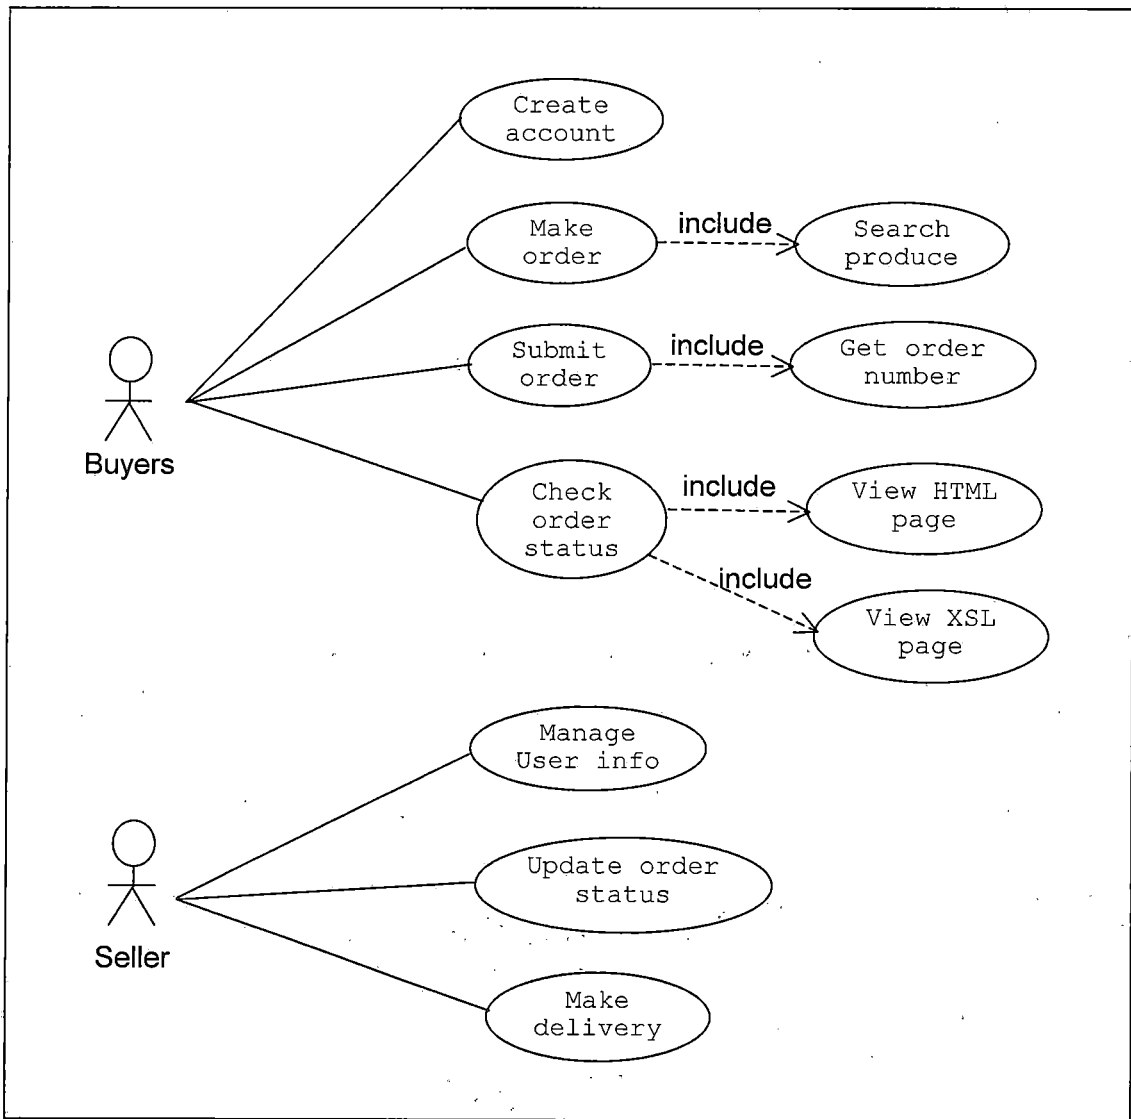 Create
account
Make
order
include
Search
produce
Submit
order
include
Get order
number
Buyers
Check
order
status
include
View HTML
page
include
View XSL
page
Manage
User info
Update order
status
Seller
Make
delivery